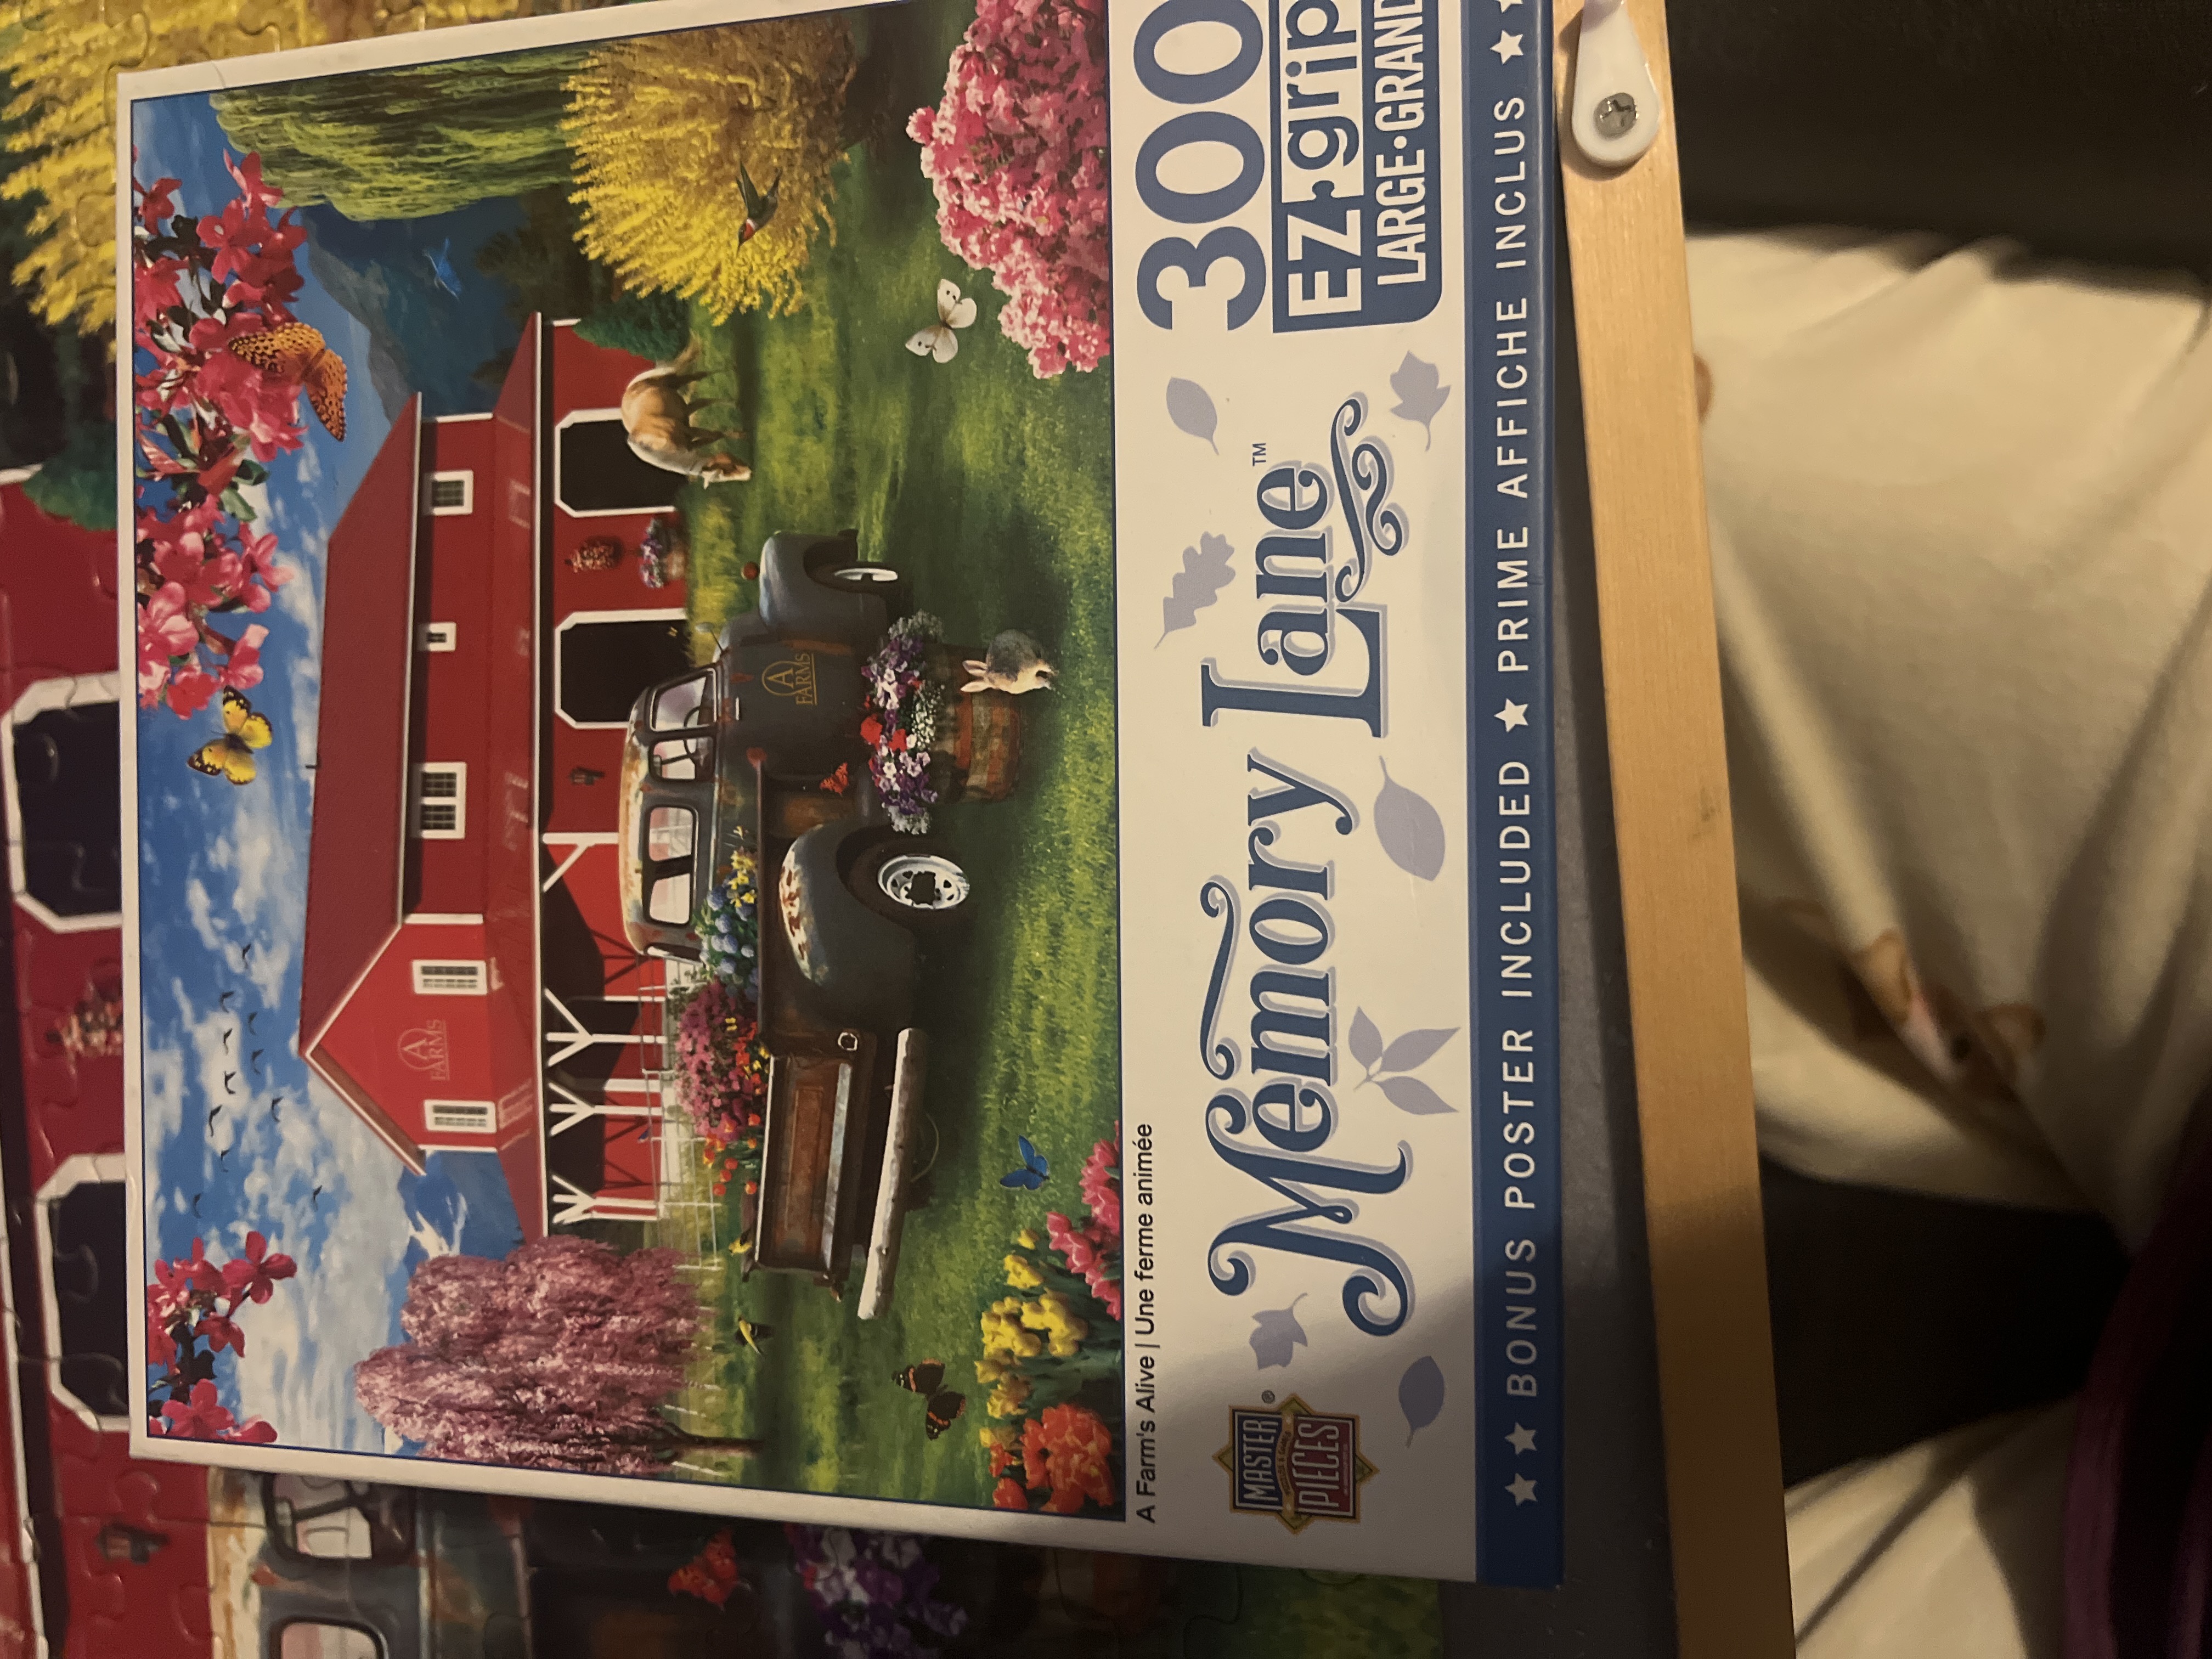 A
FARMS
A
FARMS
A Farm's Alive | Une ferme animée
MASTER
PIECES
®
Memory Lane™
300
EZ-grip
LARGE•GRAND
★ ★ BONUS POSTER INCLUDED ★ PRIME AFFICHE INCLUS ★ ★